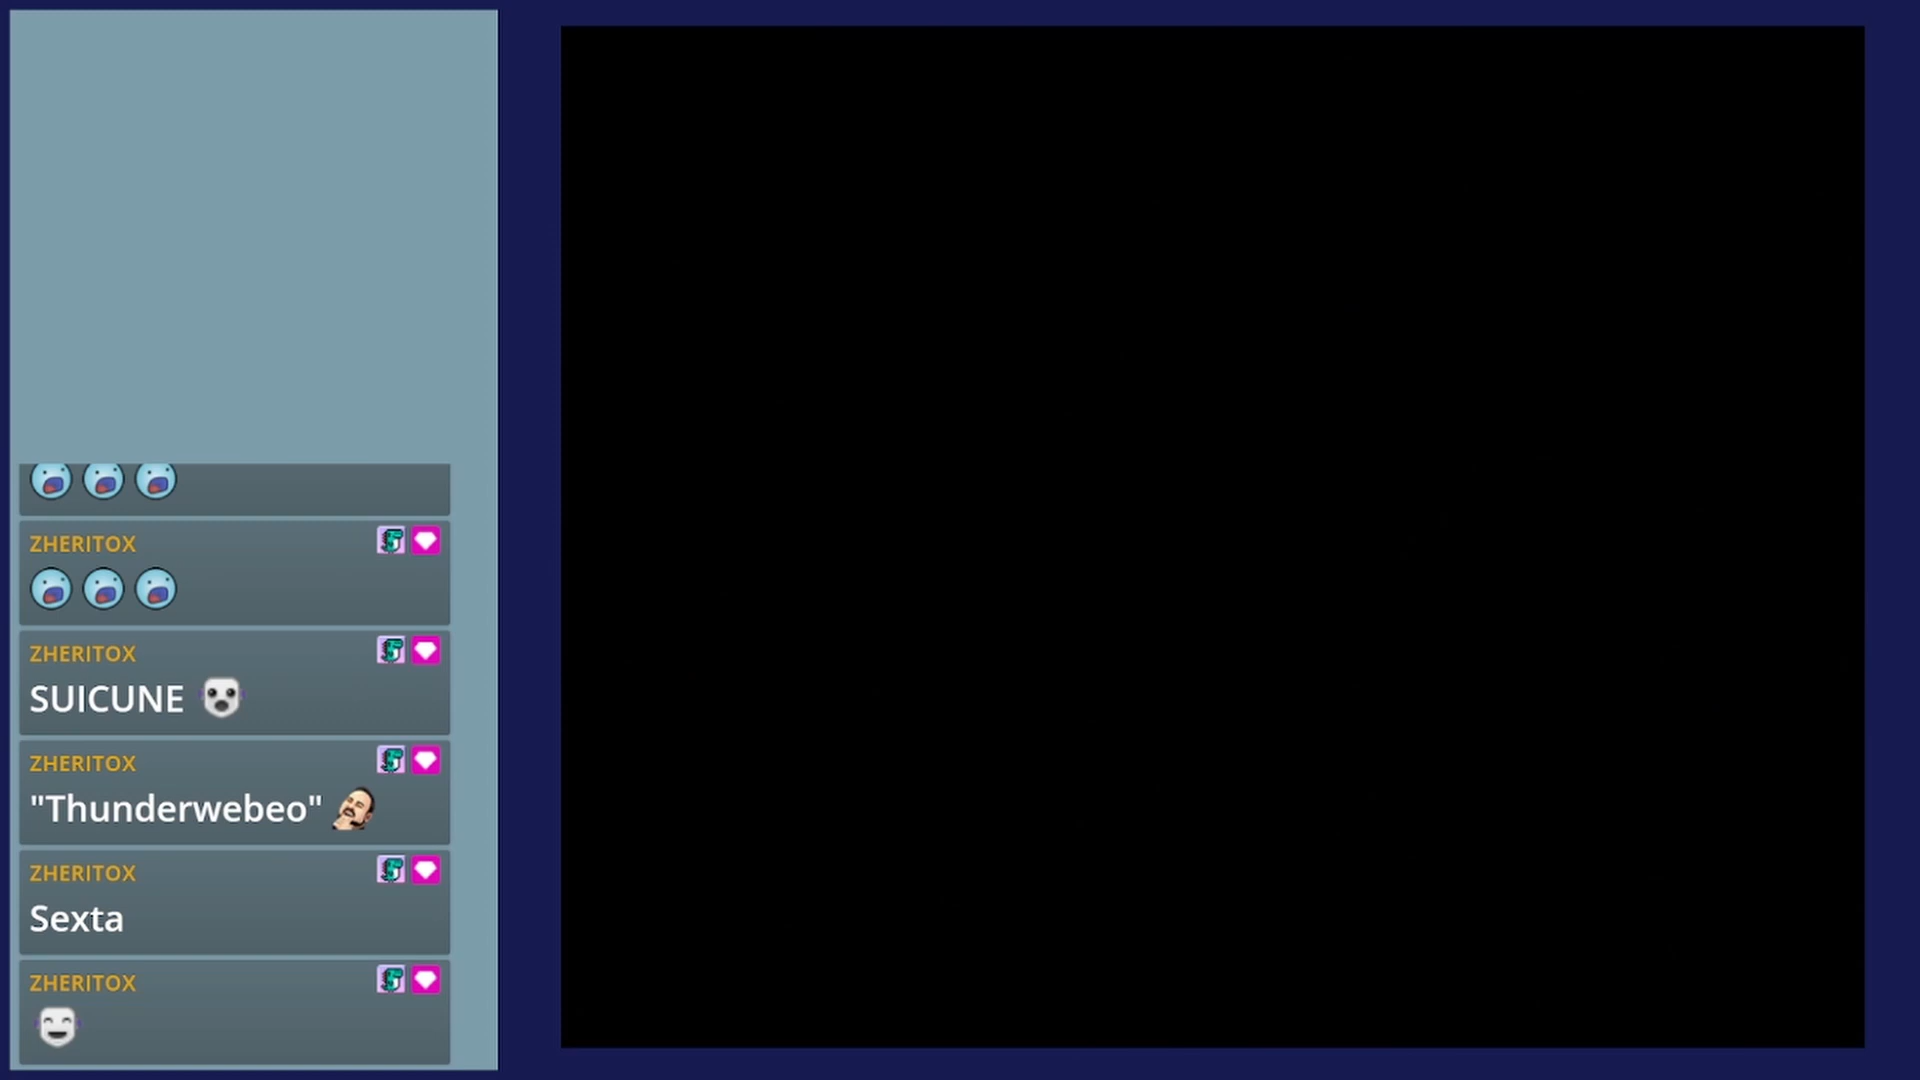 ZHERITOX
ZHERITOX
SUICUNE
ZHERITOX
"Thunderwebeo"
ZHERITOX
Sexta
ZHERITOX